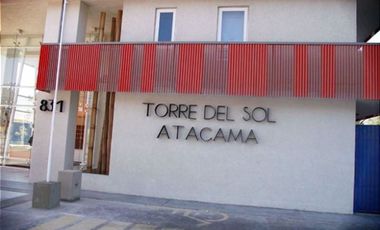 831
TORRE DEL SOL
ATACAMA